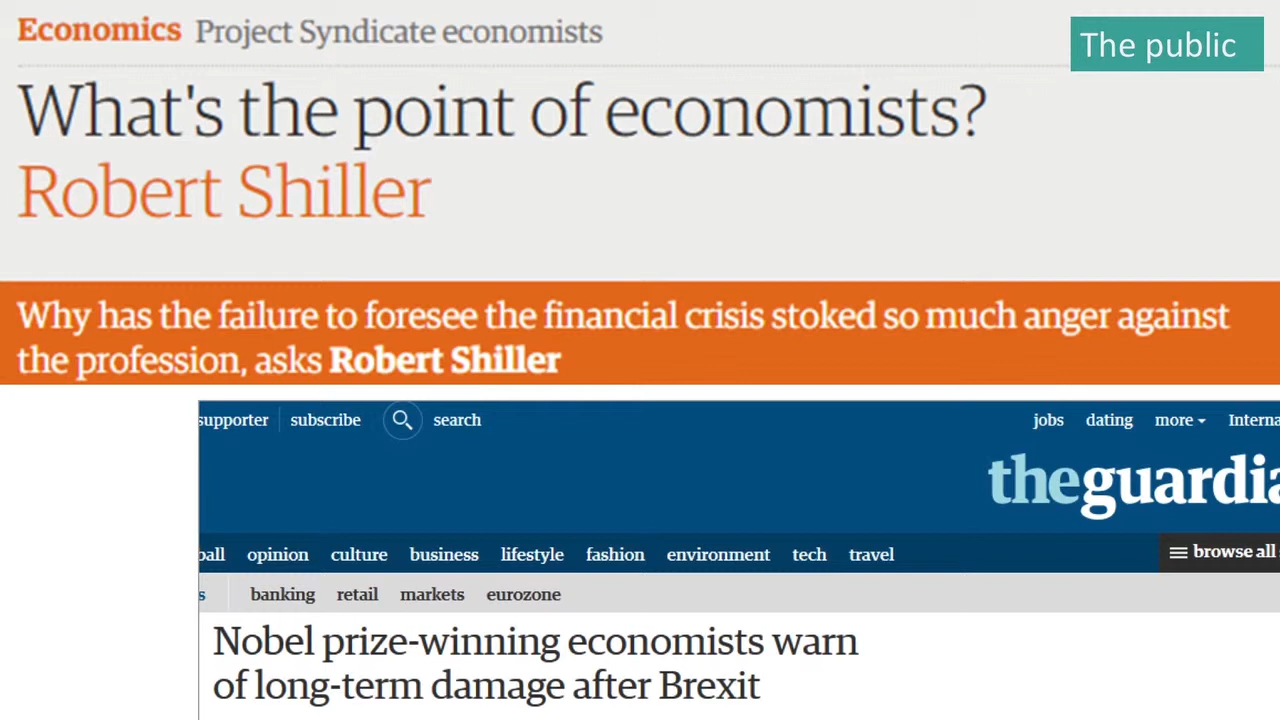 Economics Project Syndicate economists
The public
What's the point of economists?
Robert Shiller
Why has the failure to foresee the financial crisis stoked so much anger against
the profession, asks Robert Shiller
supporter subscribe search jobs dating more Interna
theguardia
ball opinion culture business lifestyle fashion environment tech travel browse all
s banking retail markets eurozone
Nobel prize-winning economists warn
of long-term damage after Brexit